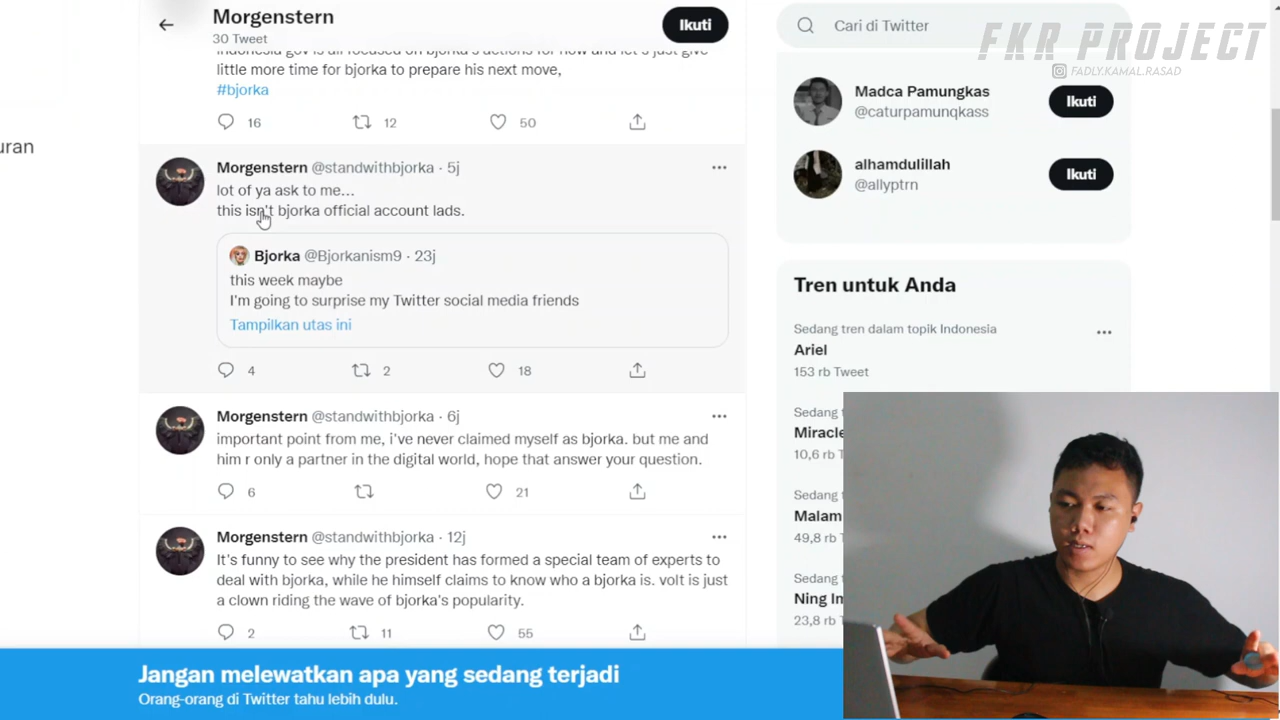 Morgenstern
30 Tweet
Ikuti
Cari di Twitter
FKR PROJECT
FADLY.KAMAL.RASAD
indonesia gov is all focused on bjorka's actions for now and let's just give
little more time for bjorka to prepare his next move,
#bjorka
16 12 50
Madca Pamungkas
@caturpamunqkass
Ikuti
alhamdulillah
@allyptrn
Ikuti
uran
Morgenstern @standwithbjorka · 5j
lot of ya ask to me...
this isn't bjorka official account lads.
Bjorka @Bjorkanism9 · 23j
this week maybe
I'm going to surprise my Twitter social media friends
Tampilkan utas ini
4 2 18
Morgenstern @standwithbjorka · 6j
important point from me, i've never claimed myself as bjorka. but me and
him r only a partner in the digital world, hope that answer your question.
6 21
Morgenstern @standwithbjorka · 12j
It's funny to see why the president has formed a special team of experts to
deal with bjorka, while he himself claims to know who a bjorka is. volt is just
a clown riding the wave of bjorka's popularity.
2 11 55
Tren untuk Anda
Sedang tren dalam topik Indonesia
Ariel
153 rb Tweet
Sedang
Miracle
10,6 rb T
Sedang
Malam
49,8 rb
Sedang
Ning Im
23,8 rb
Jangan melewatkan apa yang sedang terjadi
Orang-orang di Twitter tahu lebih dulu.